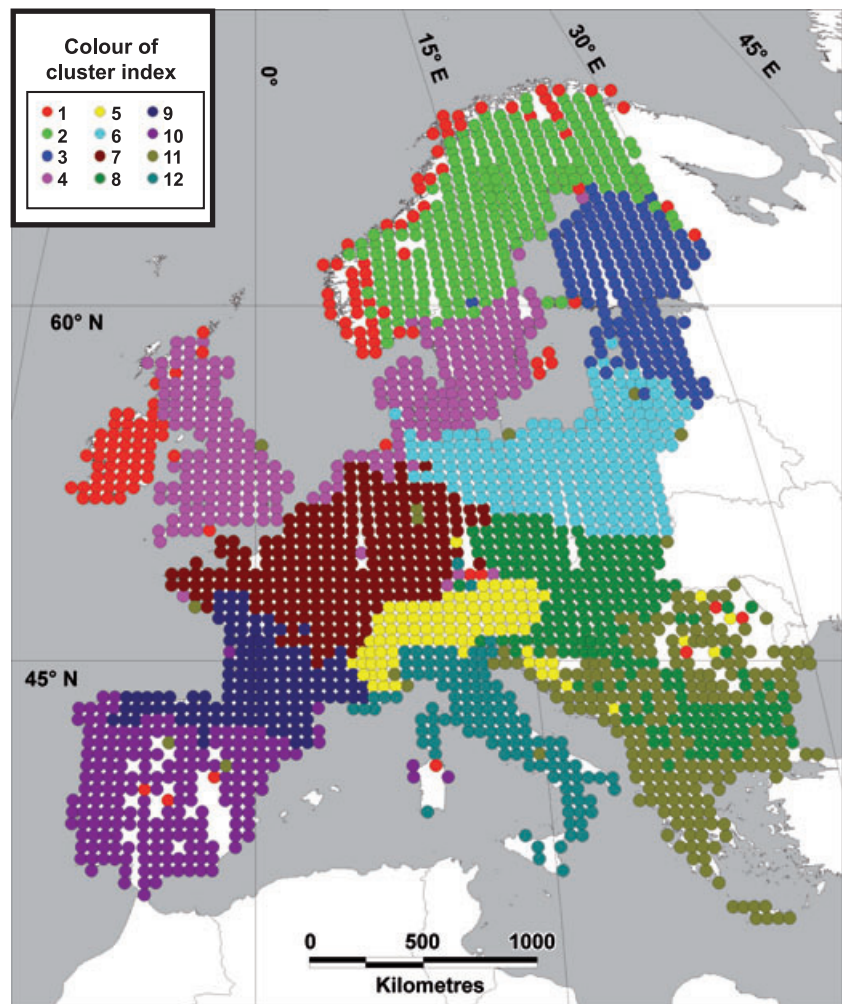 Colour of
cluster index
1 5 9
2 6 10
3 7 11
4 8 12
0°
15° E
30° E
45° E
60° N
45° N
0 500 1000
Kilometres